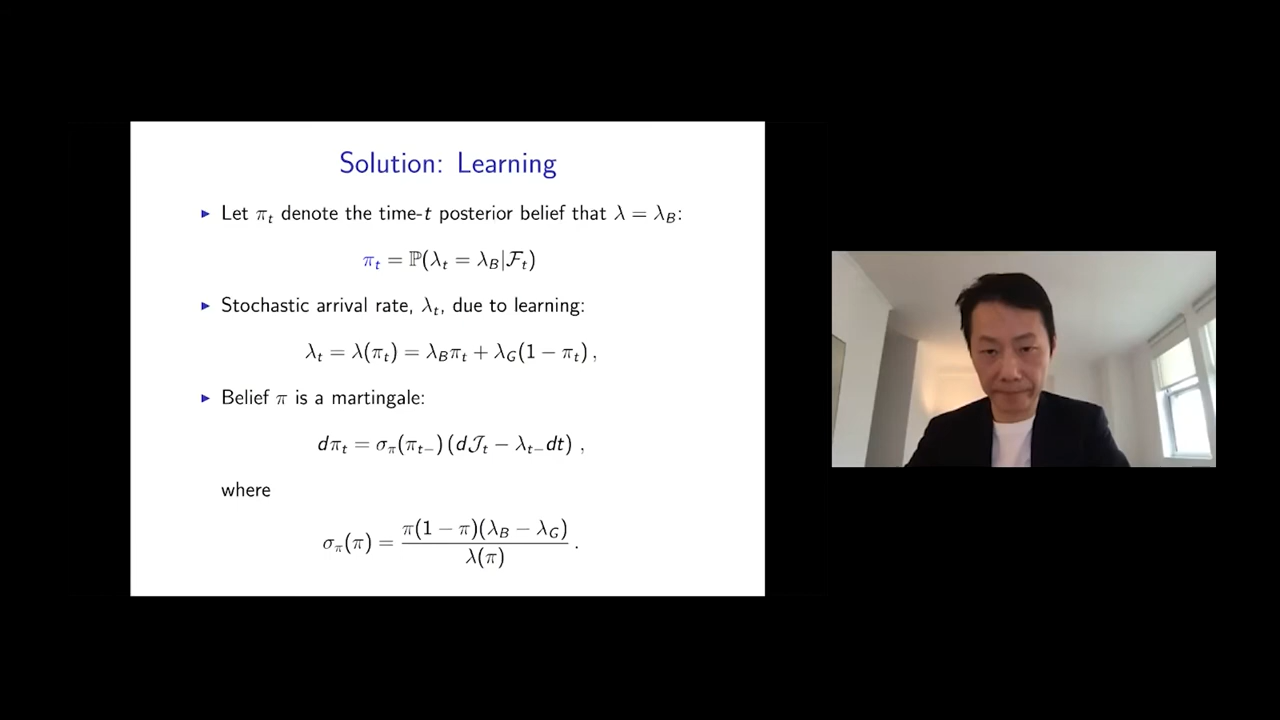 Solution: Learning
▶ Let π_t denote the time-t posterior belief that λ = λ_B:
π_t = ℙ(λ_t = λ_B|ℱ_t)
▶ Stochastic arrival rate, λ_t, due to learning:
λ_t = λ(π_t) = λ_Bπ_t + λ_G(1 − π_t) ,
▶ Belief π is a martingale:
dπ_t = σ_π(π_{t−}) (d𝒥_t − λ_{t−}dt) ,
where
σ_π(π) = π(1 − π)(λ_B − λ_G) / λ(π) .